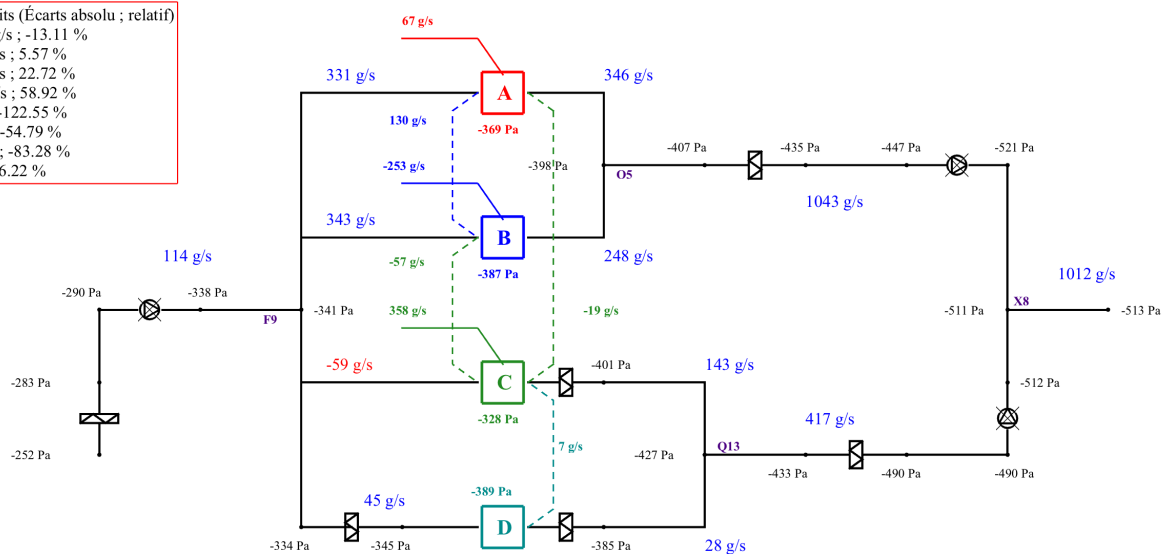 its (Écarts absolu ; relatif)
g/s ; -13.11 %
s ; 5.57 %
s ; 22.72 %
/s ; 58.92 %
-122.55 %
-54.79 %
; -83.28 %
6.22 %
67 g/s
331 g/s
346 g/s
A
130 g/s
-369 Pa
-253 g/s
-398 Pa
-407 Pa
-435 Pa
-447 Pa
-521 Pa
O5
1043 g/s
343 g/s
B
248 g/s
114 g/s
-57 g/s
-387 Pa
1012 g/s
-290 Pa
-338 Pa
F9
-341 Pa
358 g/s
-19 g/s
-511 Pa
X8
-513 Pa
-59 g/s
-401 Pa
143 g/s
-283 Pa
C
-512 Pa
-328 Pa
417 g/s
-252 Pa
7 g/s
-427 Pa
Q13
-433 Pa
-490 Pa
-490 Pa
45 g/s
-389 Pa
D
-334 Pa
-345 Pa
-385 Pa
28 g/s